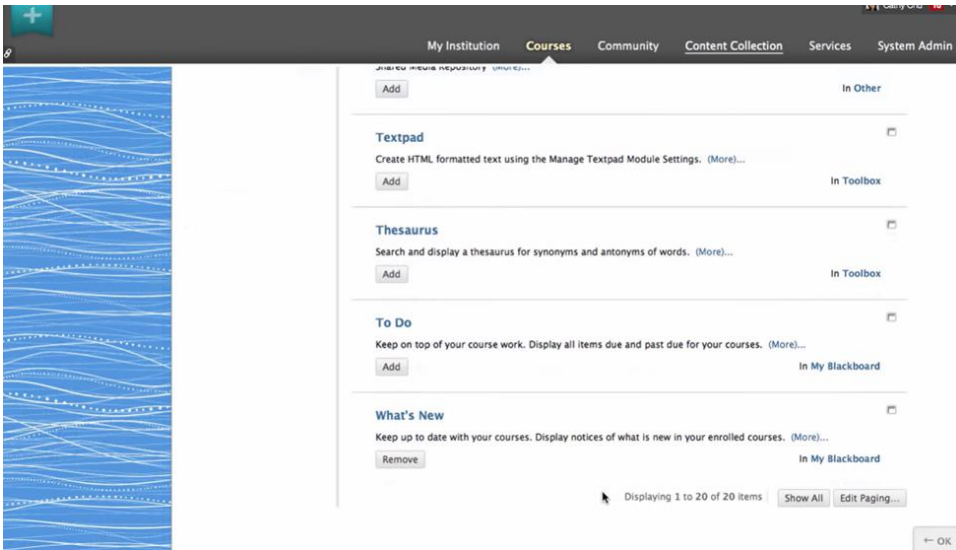 My Institution Courses Community Content Collection Services System Admin
Shared Media Repository (More)...
Add
In Other
Textpad
Create HTML formatted text using the Manage Textpad Module Settings. (More)...
Add
In Toolbox
Thesaurus
Search and display a thesaurus for synonyms and antonyms of words. (More)...
Add
In Toolbox
To Do
Keep on top of your course work. Display all items due and past due for your courses. (More)...
Add
In My Blackboard
What's New
Keep up to date with your courses. Display notices of what is new in your enrolled courses. (More)...
Remove
In My Blackboard
Displaying 1 to 20 of 20 items Show All Edit Paging...
← OK